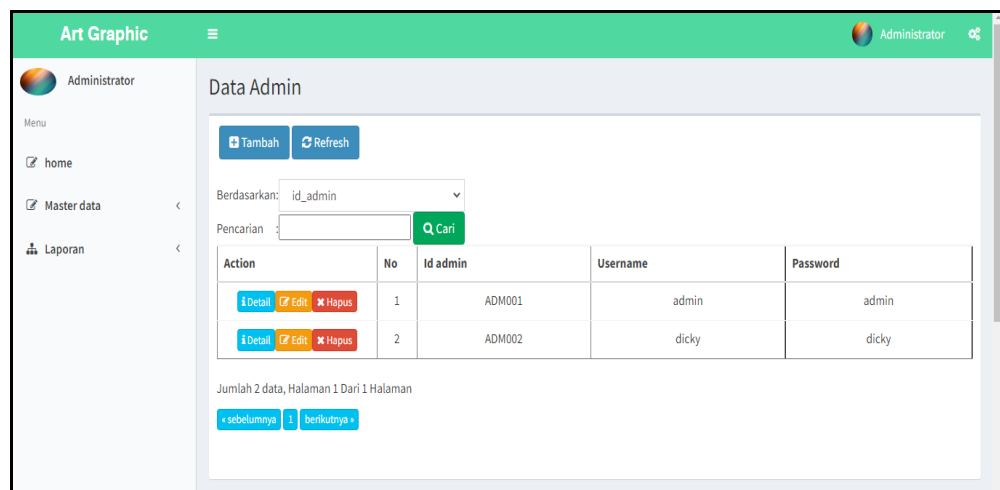 Art Graphic
Administrator
Administrator
Data Admin
Menu
Tambah Refresh
home
Berdasarkan: id_admin
Master data
Pencarian : Cari
Laporan
Action No Id admin Username Password
Detail Edit Hapus 1 ADM001 admin admin
Detail Edit Hapus 2 ADM002 dicky dicky
Jumlah 2 data, Halaman 1 Dari 1 Halaman
« sebelumnya 1 berikutnya »